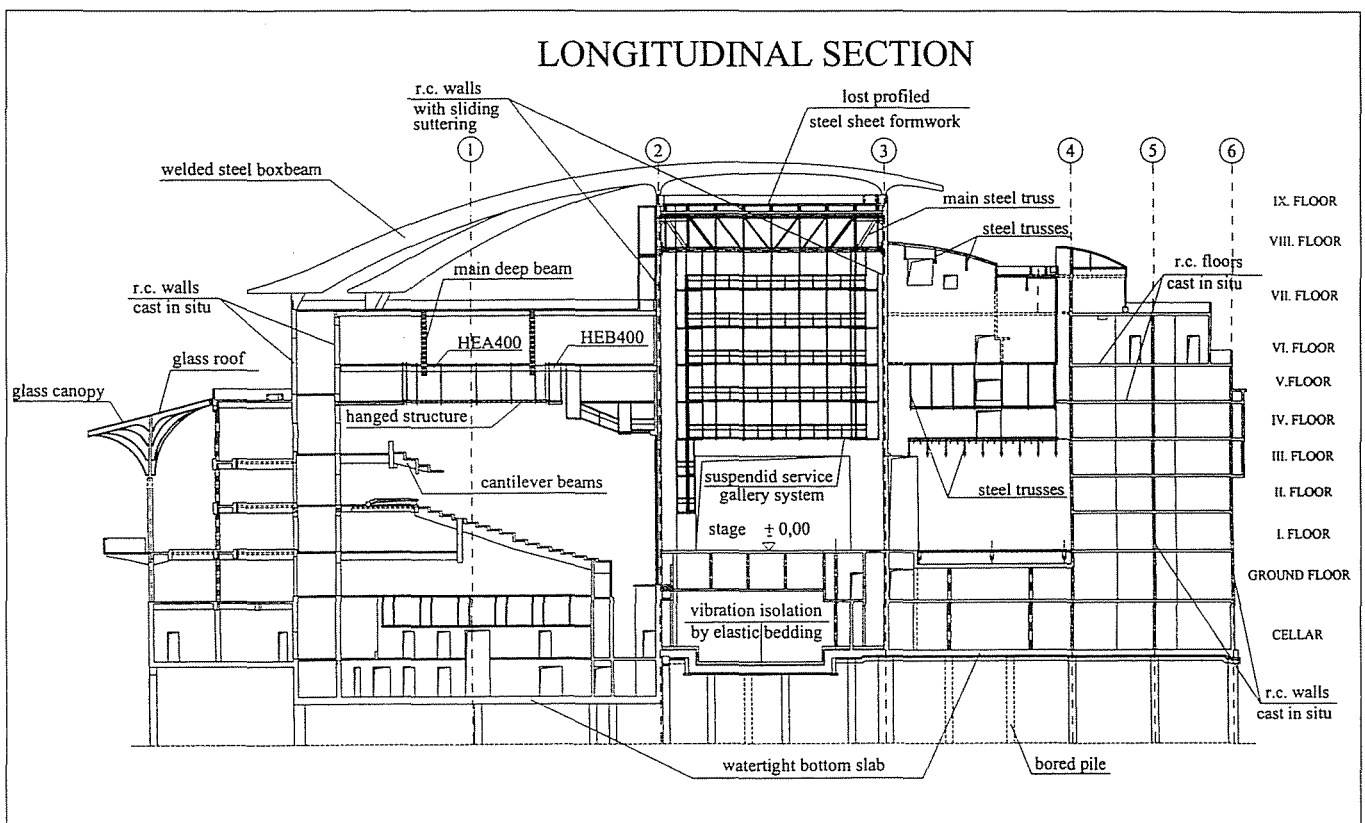 LONGITUDINAL SECTION
r.c. walls
with sliding
suttering
lost profiled
steel sheet formwork
1
2
3
4
5
6
welded steel boxbeam
main steel truss
steel trusses
IX. FLOOR
VIII. FLOOR
main deep beam
r.c. floors
cast in situ
r.c. walls
cast in situ
VII. FLOOR
HEA400
HEB400
VI. FLOOR
glass roof
V.FLOOR
glass canopy
hanged structure
IV. FLOOR
III. FLOOR
cantilever beams
suspendid service
gallery system
steel trusses
II. FLOOR
stage ± 0,00
I. FLOOR
GROUND FLOOR
vibration isolation
by elastic bedding
CELLAR
r.c. walls
cast in situ
watertight bottom slab
bored pile